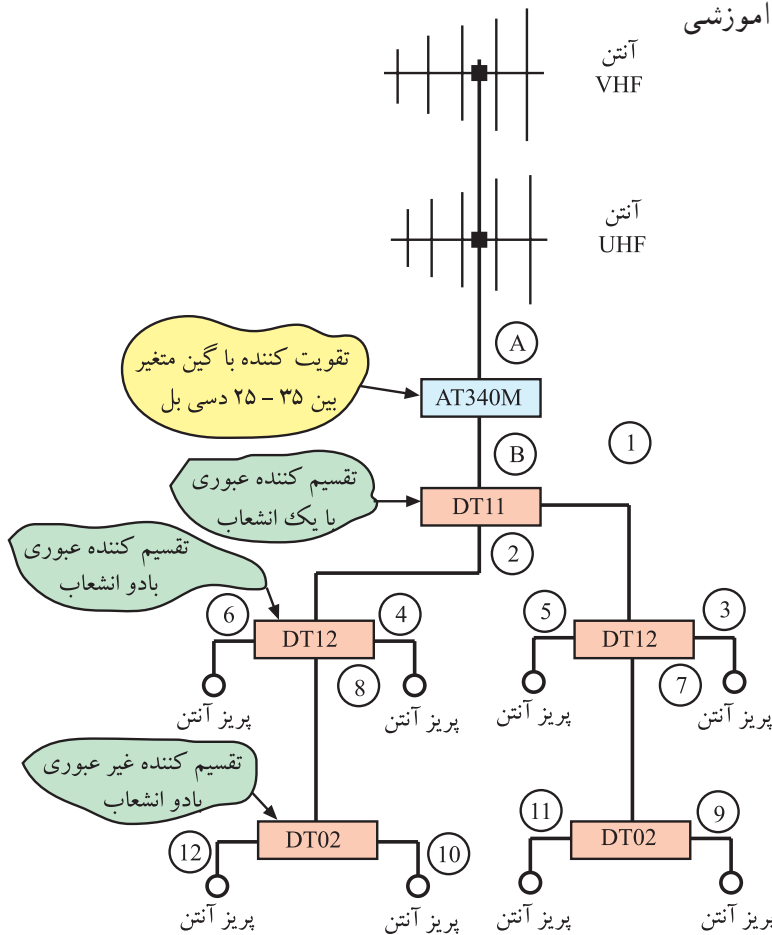 اموزشی
آنتن
VHF
آنتن
UHF
A
تقویت کننده با گین متغیر
بین ۳۵ – ۲۵ دسی بل
AT340M
B
1
تقسیم کننده عبوری
با یک انشعاب
DT11
2
تقسیم کننده عبوری
بادو انشعاب
6
4
5
3
DT12
DT12
8
7
پریز آنتن
پریز آنتن
پریز آنتن
پریز آنتن
تقسیم کننده غیر عبوری
بادو انشعاب
11
9
DT02
DT02
12
10
پریز آنتن
پریز آنتن
پریز آنتن
پریز آنتن